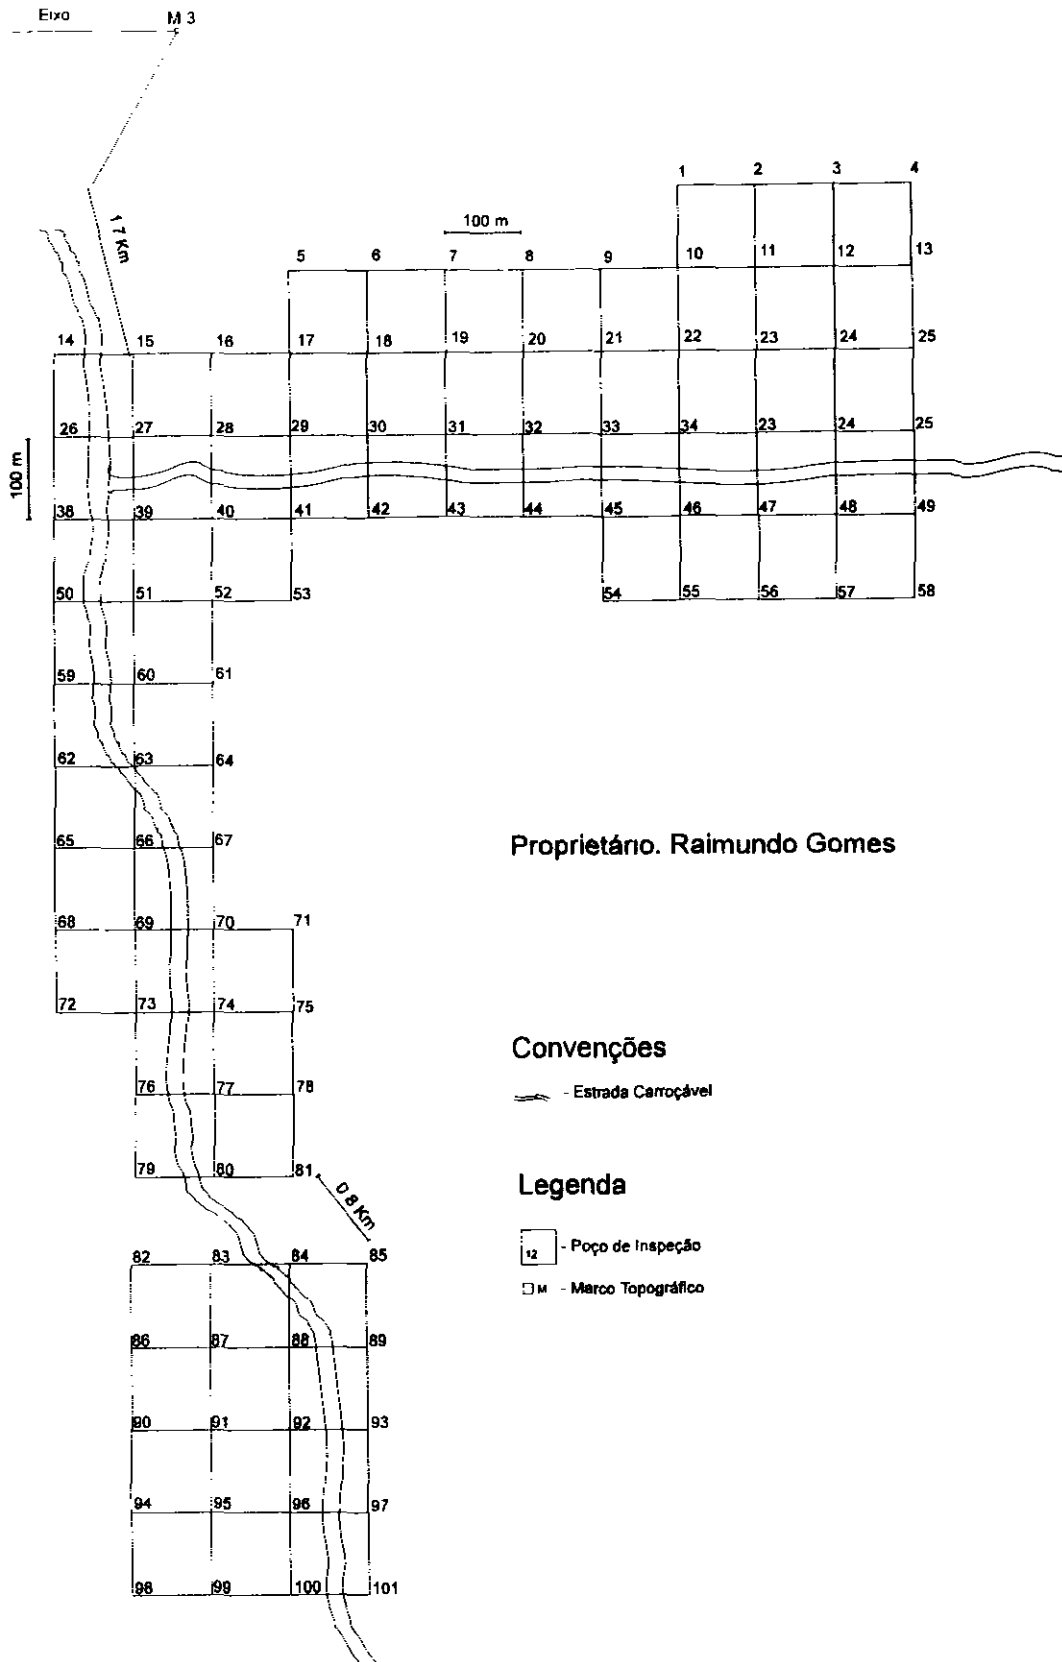 Eixo M 3
1 2 3 4
1 7 Km
100 m
5 6 7 8 9 10 11 12 13
14 15 16 17 18 19 20 21 22 23 24 25
26 27 28 29 30 31 32 33 34 23 24 25
100 m
38 39 40 41 42 43 44 45 46 47 48 49
50 51 52 53 54 55 56 57 58
59 60 61
62 63 64
65 66 67
Proprietário. Raimundo Gomes
68 69 70 71
72 73 74 75
Convenções
- Estrada Carroçável
76 77 78
79 80 81
0 8 Km
Legenda
12 - Poço de Inspeção
82 83 84 85
M - Marco Topográfico
86 87 88 89
90 91 92 93
94 95 96 97
98 99 100 101